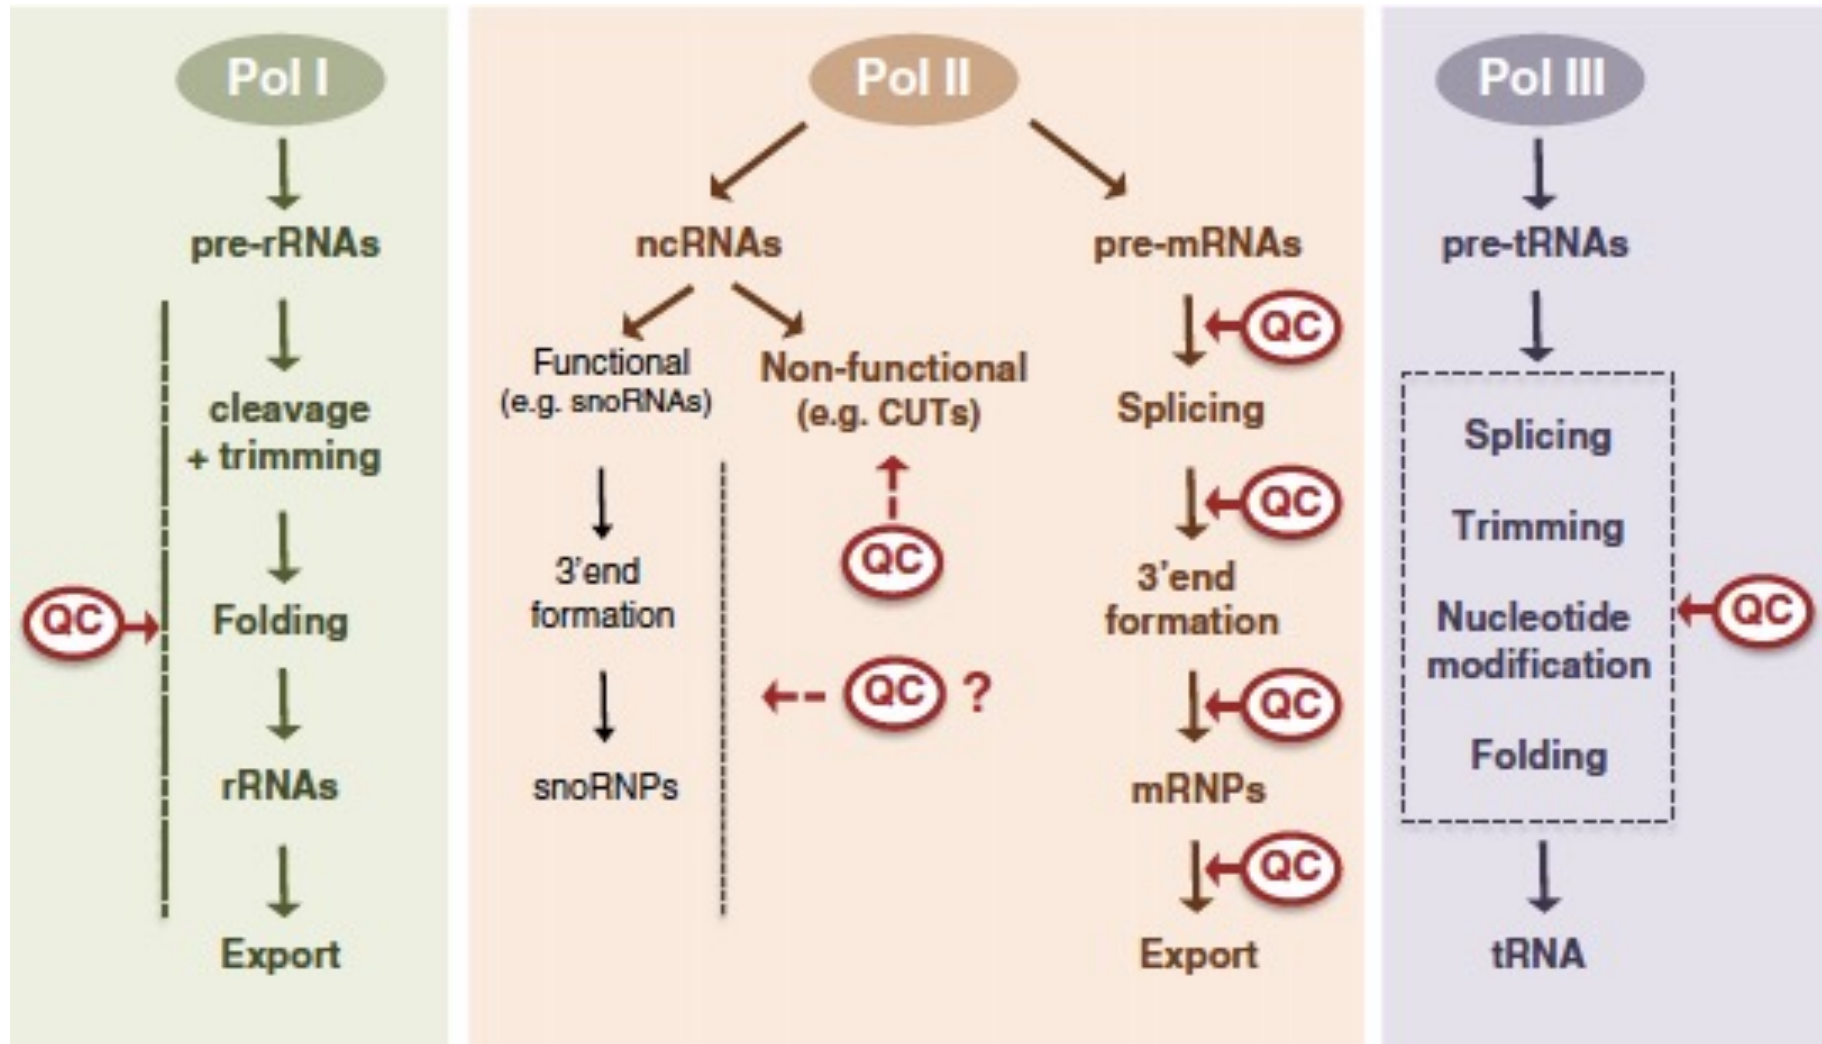 Pol I
pre-rRNAs
cleavage
+ trimming
QC
Folding
rRNAs
Export
Pol II
ncRNAs
Functional
(e.g. snoRNAs)
3'end
formation
snoRNPs
Non-functional
(e.g. CUTs)
QC
QC ?
pre-mRNAs
QC
Splicing
QC
3'end
formation
QC
mRNPs
QC
Export
Pol III
pre-tRNAs
Splicing
Trimming
Nucleotide
modification
QC
Folding
tRNA